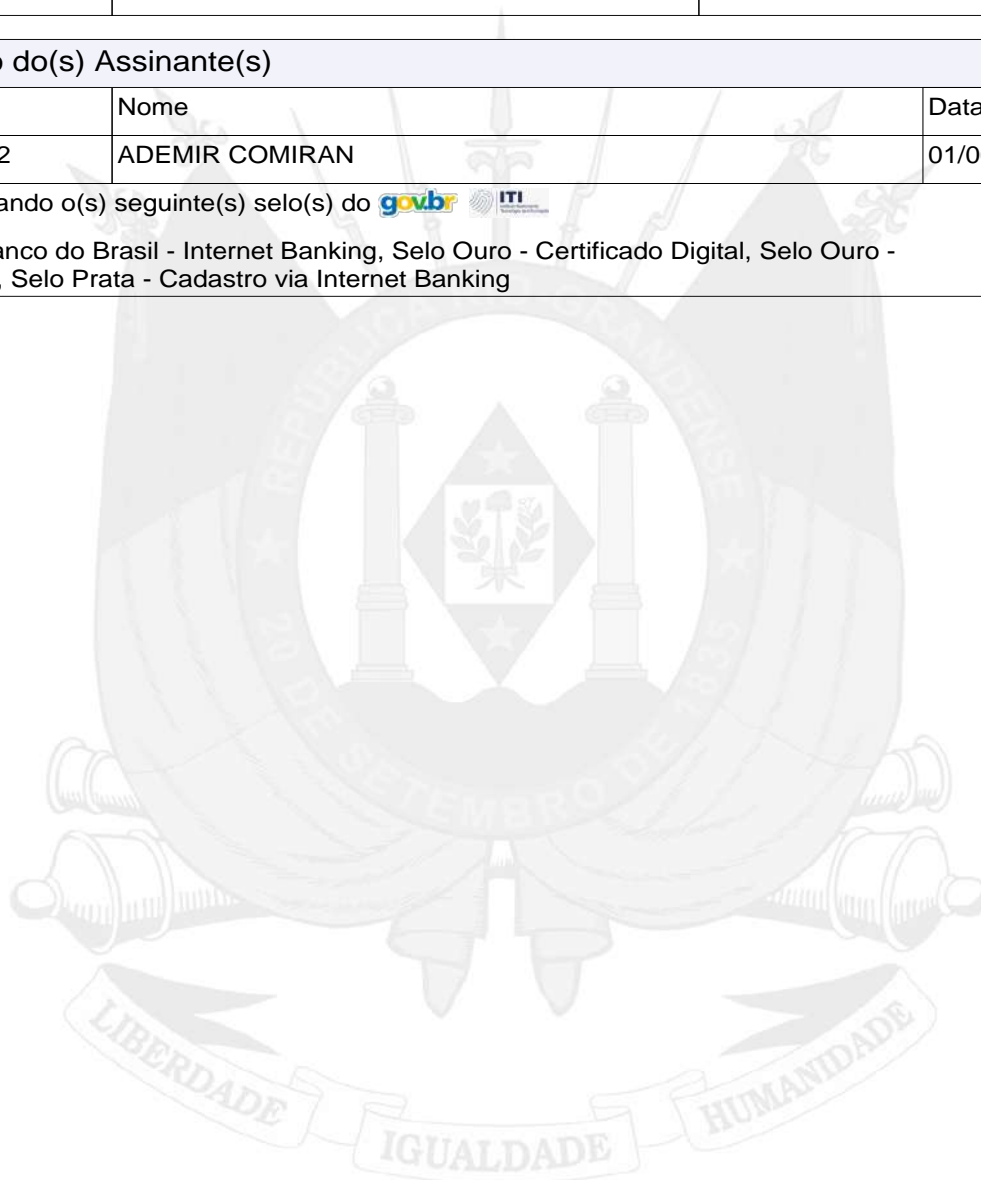 o do(s) Assinante(s)
Nome
Data
2
ADEMIR COMIRAN
01/0
ando o(s) seguinte(s) selo(s) do gov.br ITI
anco do Brasil - Internet Banking, Selo Ouro - Certificado Digital, Selo Ouro -
, Selo Prata - Cadastro via Internet Banking
REPÚBLICA RIO GRANDENSE
20 DE SETEMBRO DE 1835
LIBERDADE
IGUALDADE
HUMANIDADE